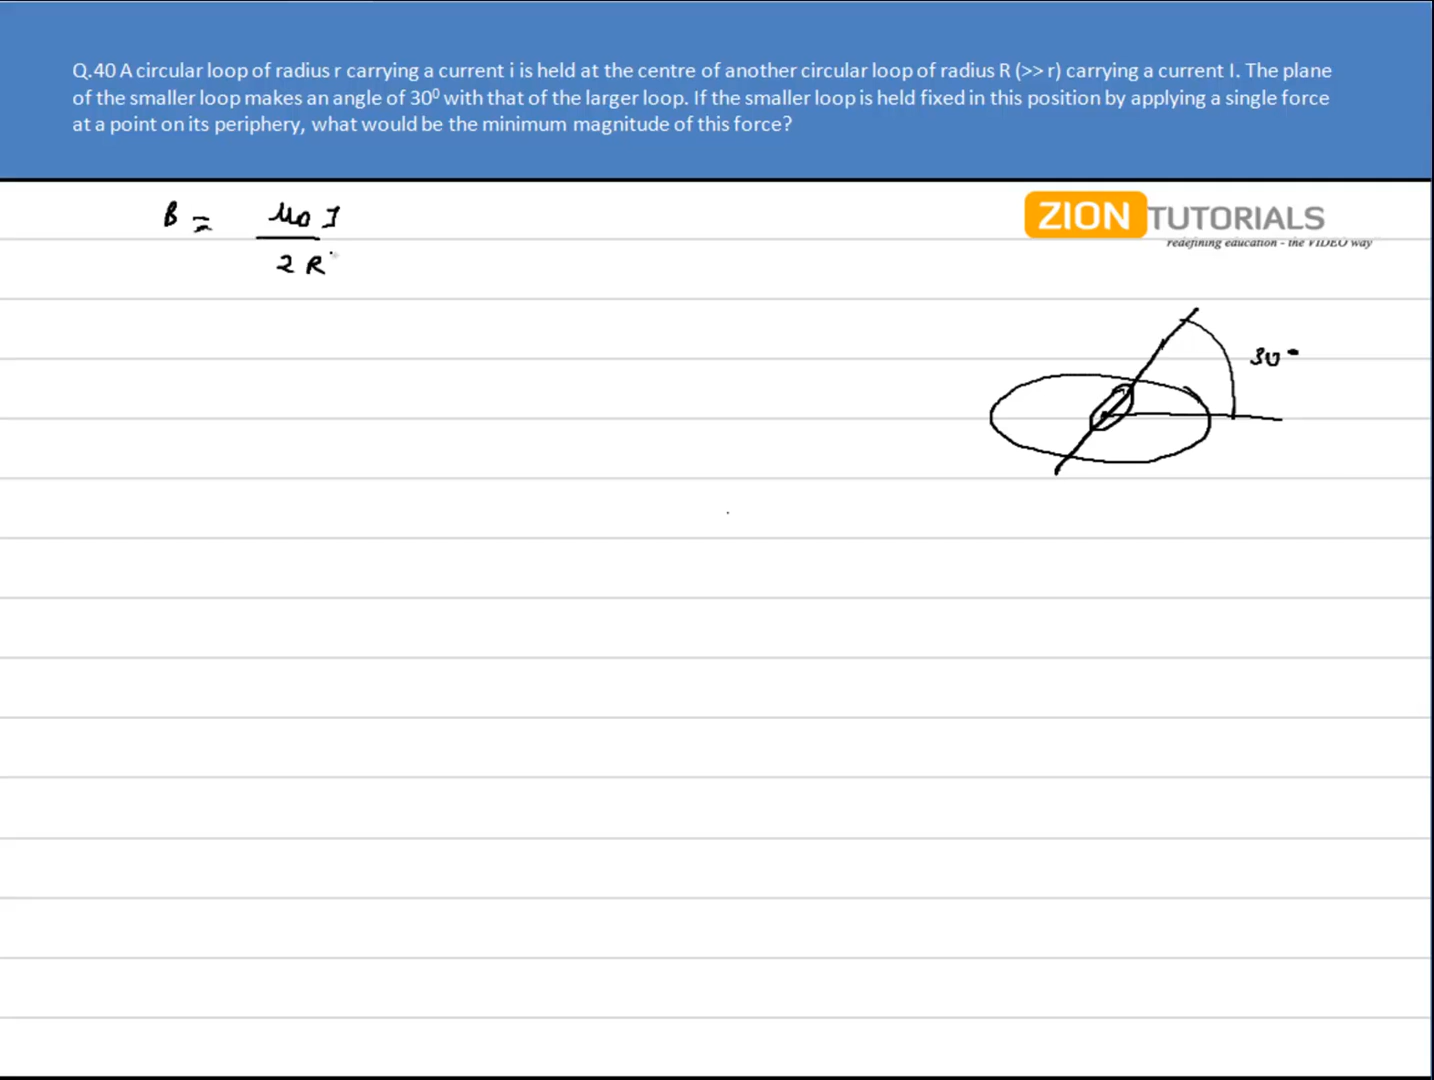 Q.40 A circular loop of radius r carrying a current i is held at the centre of another circular loop of radius R (>> r) carrying a current I. The plane
of the smaller loop makes an angle of 30⁰ with that of the larger loop. If the smaller loop is held fixed in this position by applying a single force
at a point on its periphery, what would be the minimum magnitude of this force?
B = μ0 I
2 R
ZION TUTORIALS
redefining education - the VIDEO way
30°